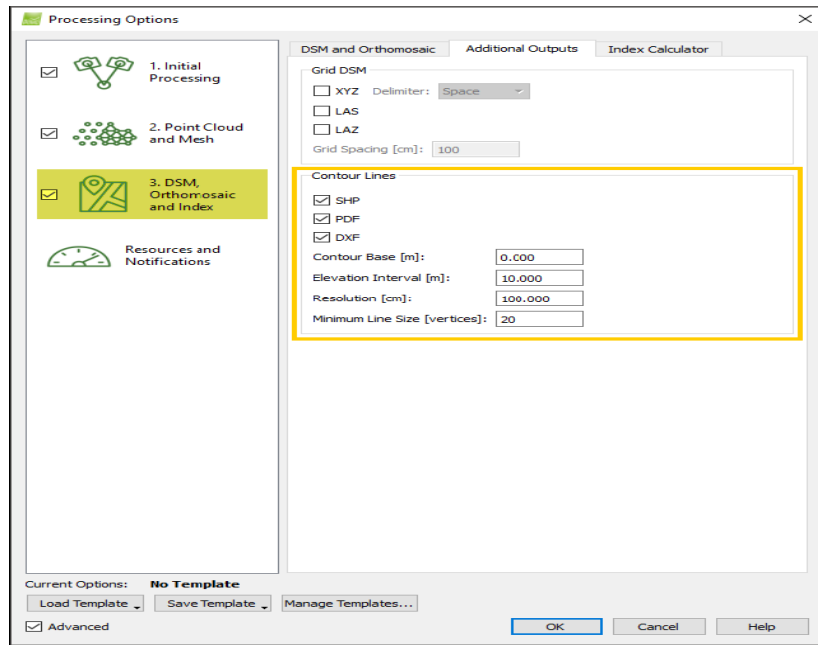 Processing Options
1. Initial
Processing
2. Point Cloud
and Mesh
3. DSM,
Orthomosaic
and Index
Resources and
Notifications
DSM and Orthomosaic Additional Outputs Index Calculator
Grid DSM
XYZ Delimiter: Space
LAS
LAZ
Grid Spacing [cm]: 100
Contour Lines
SHP
PDF
DXF
Contour Base [m]: 0.000
Elevation Interval [m]: 10.000
Resolution [cm]: 100.000
Minimum Line Size [vertices]: 20
Current Options: No Template
Load Template Save Template Manage Templates...
Advanced
OK Cancel Help